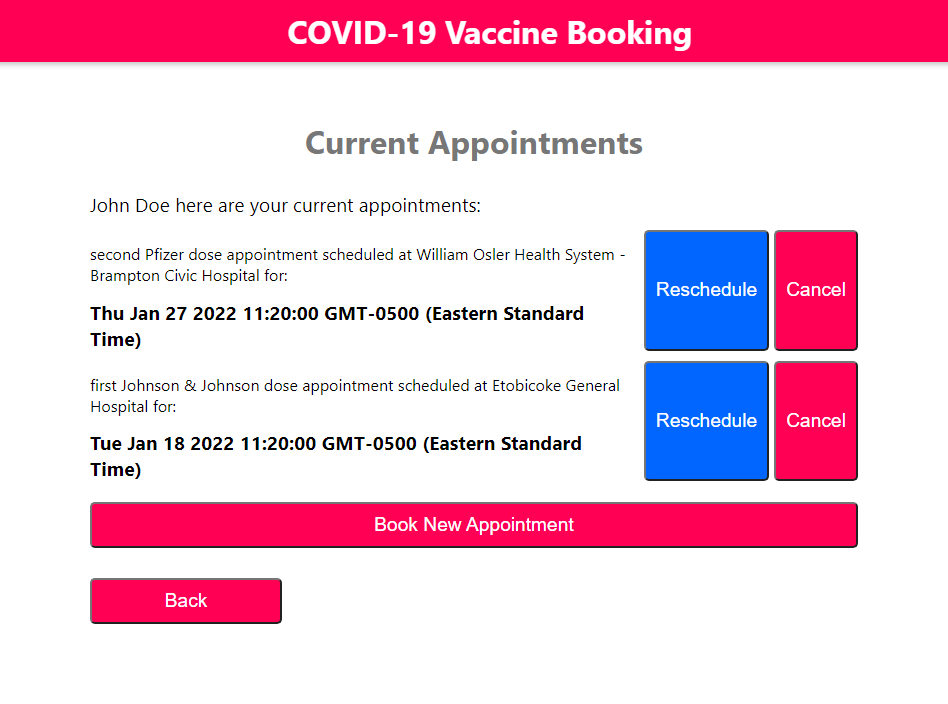 COVID-19 Vaccine Booking
Current Appointments
John Doe here are your current appointments:
second Pfizer dose appointment scheduled at William Osler Health System -
Brampton Civic Hospital for:
Thu Jan 27 2022 11:20:00 GMT-0500 (Eastern Standard
Time)
Reschedule
Cancel
first Johnson & Johnson dose appointment scheduled at Etobicoke General
Hospital for:
Tue Jan 18 2022 11:20:00 GMT-0500 (Eastern Standard
Time)
Reschedule
Cancel
Book New Appointment
Back